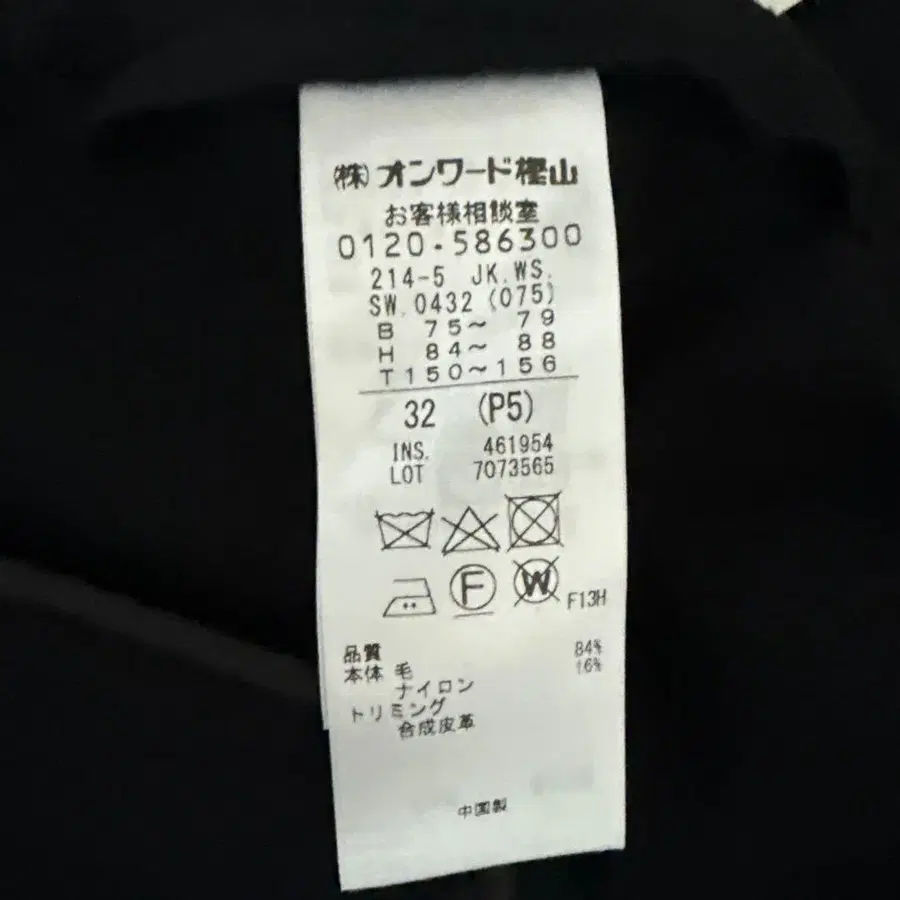 (株)オンワード樫山
お客様相談室
0120-586300
214-5 JK.WS.
SW.0432 (075)
B 75～ 79
H 84～ 88
T150～156
32 (P5)
INS. 461954
LOT 7073565
F
W
F13H
品質
本体 毛 84%
ナイロン 16%
トリミング
合成皮革
中国製